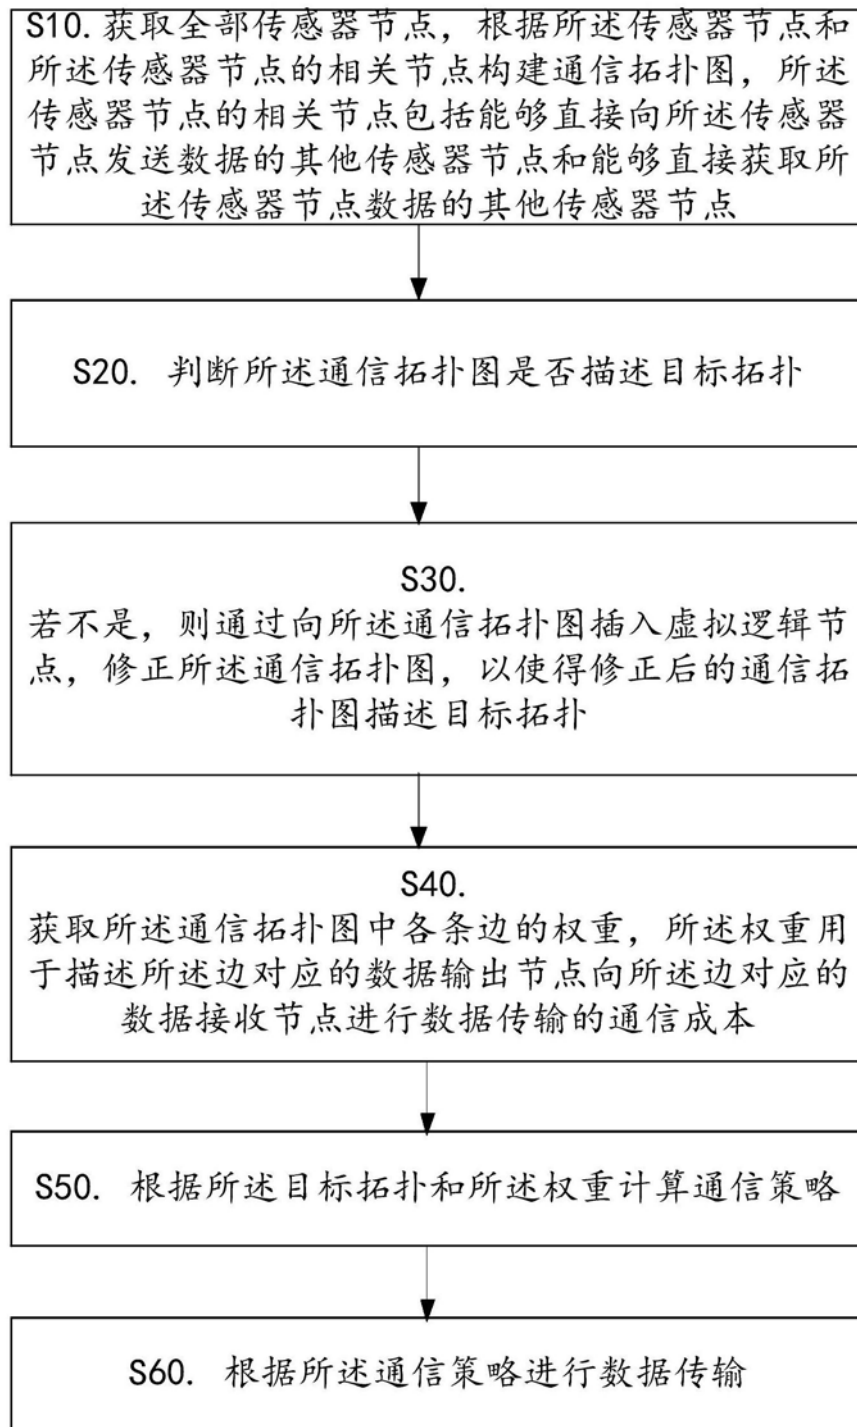 S10. 获取全部传感器节点，根据所述传感器节点和
所述传感器节点的相关节点构建通信拓扑图，所述
传感器节点的相关节点包括能够直接向所述传感器
节点发送数据的其他传感器节点和能够直接获取所
述传感器节点数据的其他传感器节点
S20. 判断所述通信拓扑图是否描述目标拓扑
S30.
若不是，则通过向所述通信拓扑图插入虚拟逻辑节
点，修正所述通信拓扑图，以使得修正后的通信拓
扑图描述目标拓扑
S40.
获取所述通信拓扑图中各条边的权重，所述权重用
于描述所述边对应的数据输出节点向所述边对应的
数据接收节点进行数据传输的通信成本
S50. 根据所述目标拓扑和所述权重计算通信策略
S60. 根据所述通信策略进行数据传输